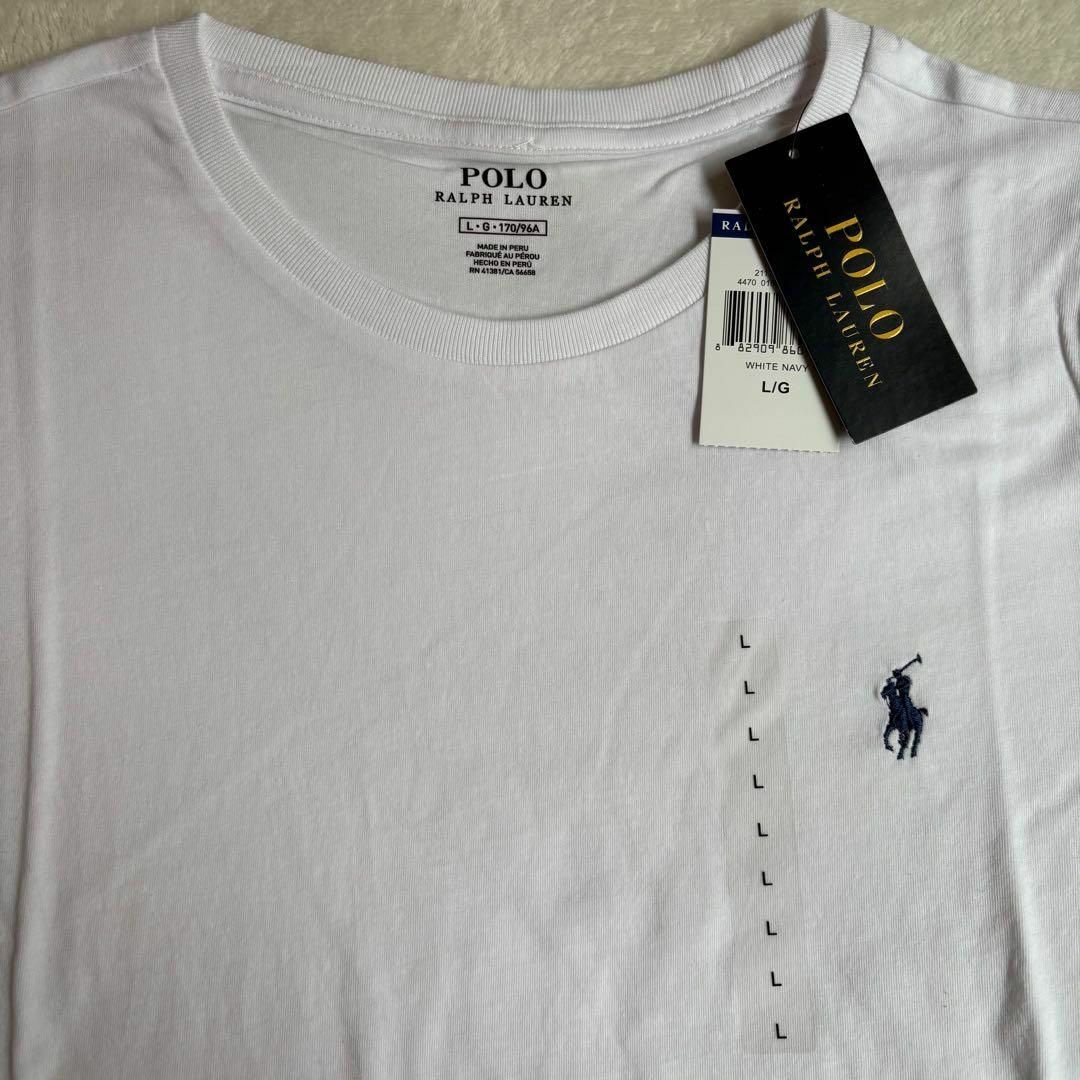 POLO
RALPH LAUREN
L • G • 170/96A
MADE IN PERU
FABRIQUÉ AU PÉROU
HECHO EN PERÚ
RN 41381/CA 56658
POLO
RALPH LAUREN
4470
WHITE NAVY
L/G
L
L
L
L
L
L
L
L
L